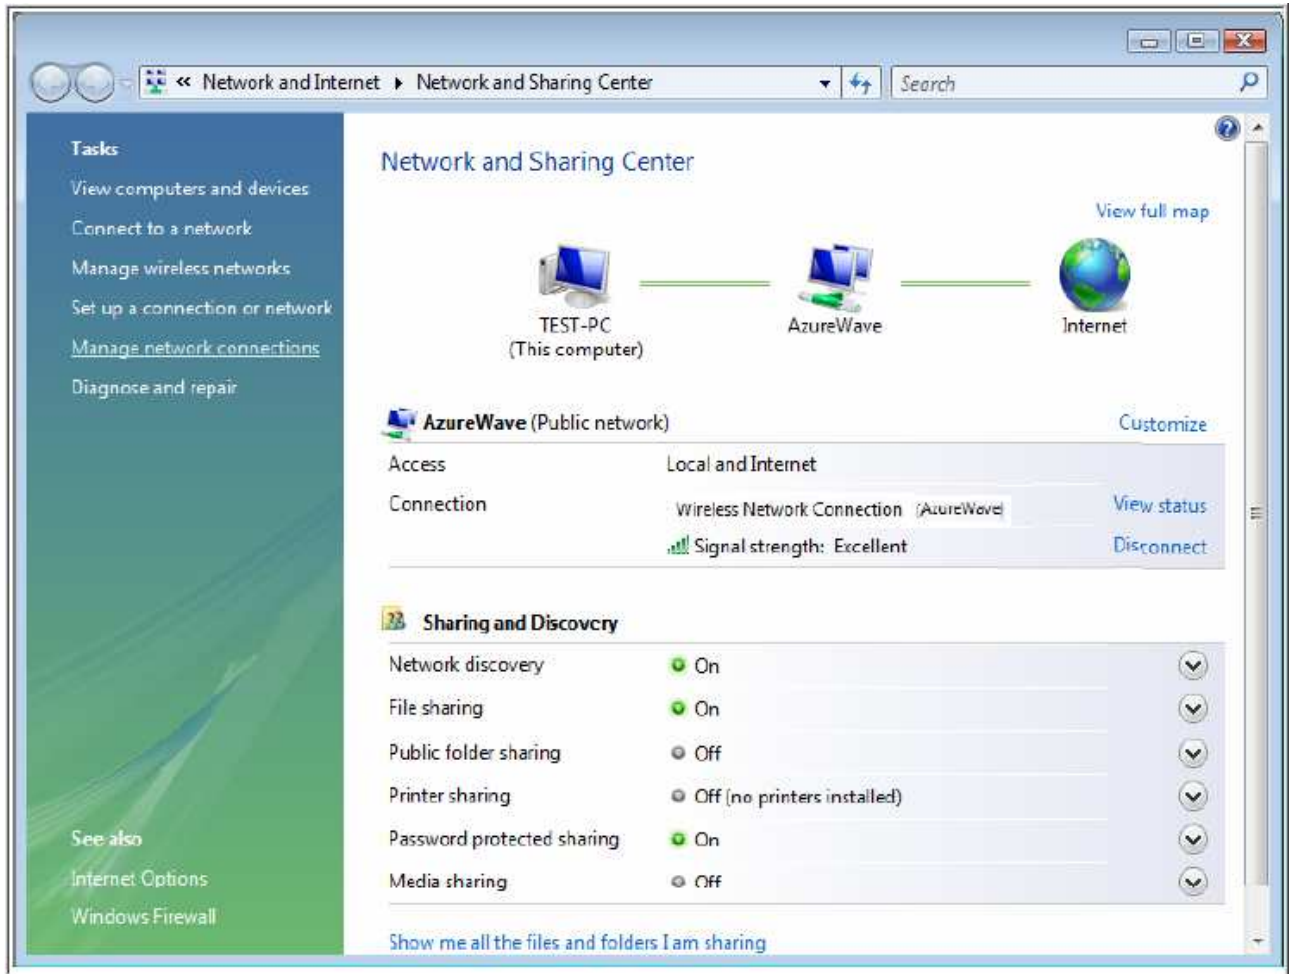 « Network and Internet ▸ Network and Sharing Center
Search
Tasks
View computers and devices
Connect to a network
Manage wireless networks
Set up a connection or network
Manage network connections
Diagnose and repair
See also
Internet Options
Windows Firewall
Network and Sharing Center
View full map
TEST-PC
(This computer)
AzureWave
Internet
AzureWave (Public network)
Customize
Access Local and Internet
Connection Wireless Network Connection (AzureWave) View status
Signal strength: Excellent Disconnect
Sharing and Discovery
Network discovery On
File sharing On
Public folder sharing Off
Printer sharing Off (no printers installed)
Password protected sharing On
Media sharing Off
Show me all the files and folders I am sharing